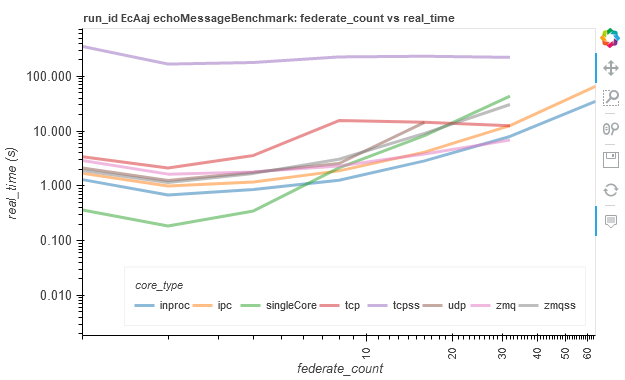 run_id EcAaj echoMessageBenchmark: federate_count vs real_time
100.000
10.000
1.000
0.100
0.010
real_time (s)
core_type
inproc ipc singleCore tcp tcpss udp zmq zmqss
10 20 30 40 50 60
federate_count